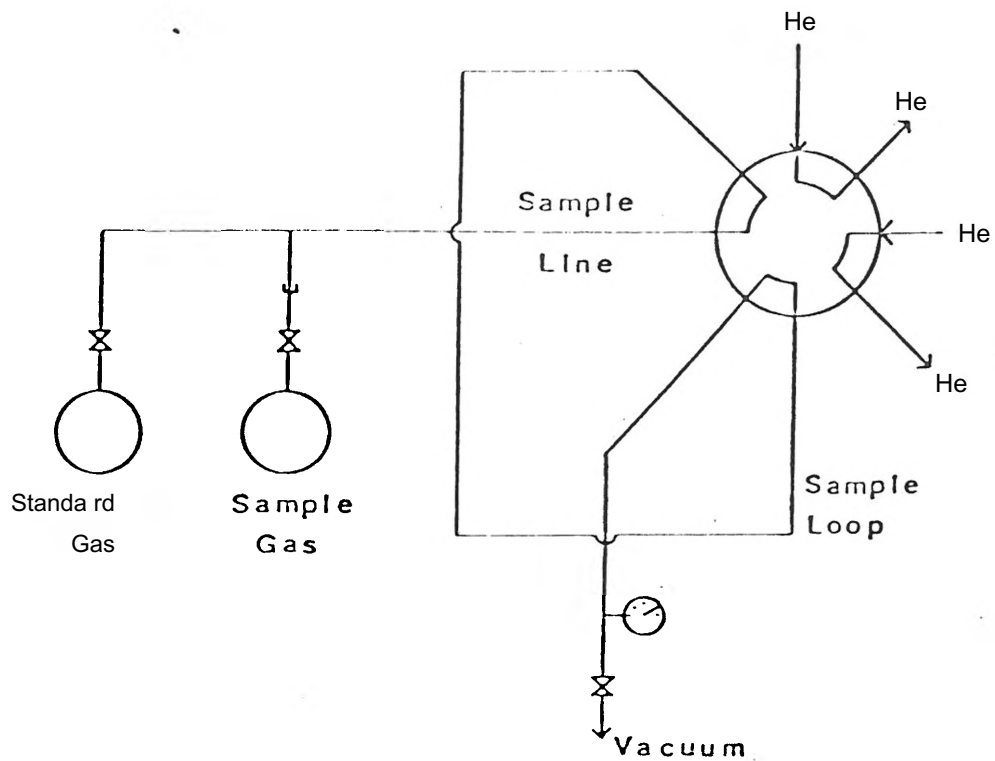 He
He
Sample
Line
He
He
Standa rd
Gas
Sample
Gas
Sample
Loop
Vacuum